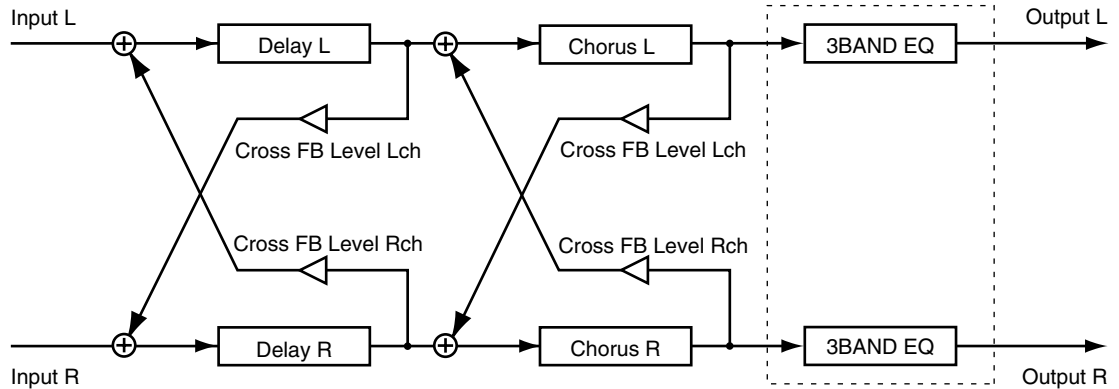 Input L
Output L
Delay L
Chorus L
3BAND EQ
Cross FB Level Lch
Cross FB Level Lch
Cross FB Level Rch
Cross FB Level Rch
Delay R
Chorus R
3BAND EQ
Input R
Output R